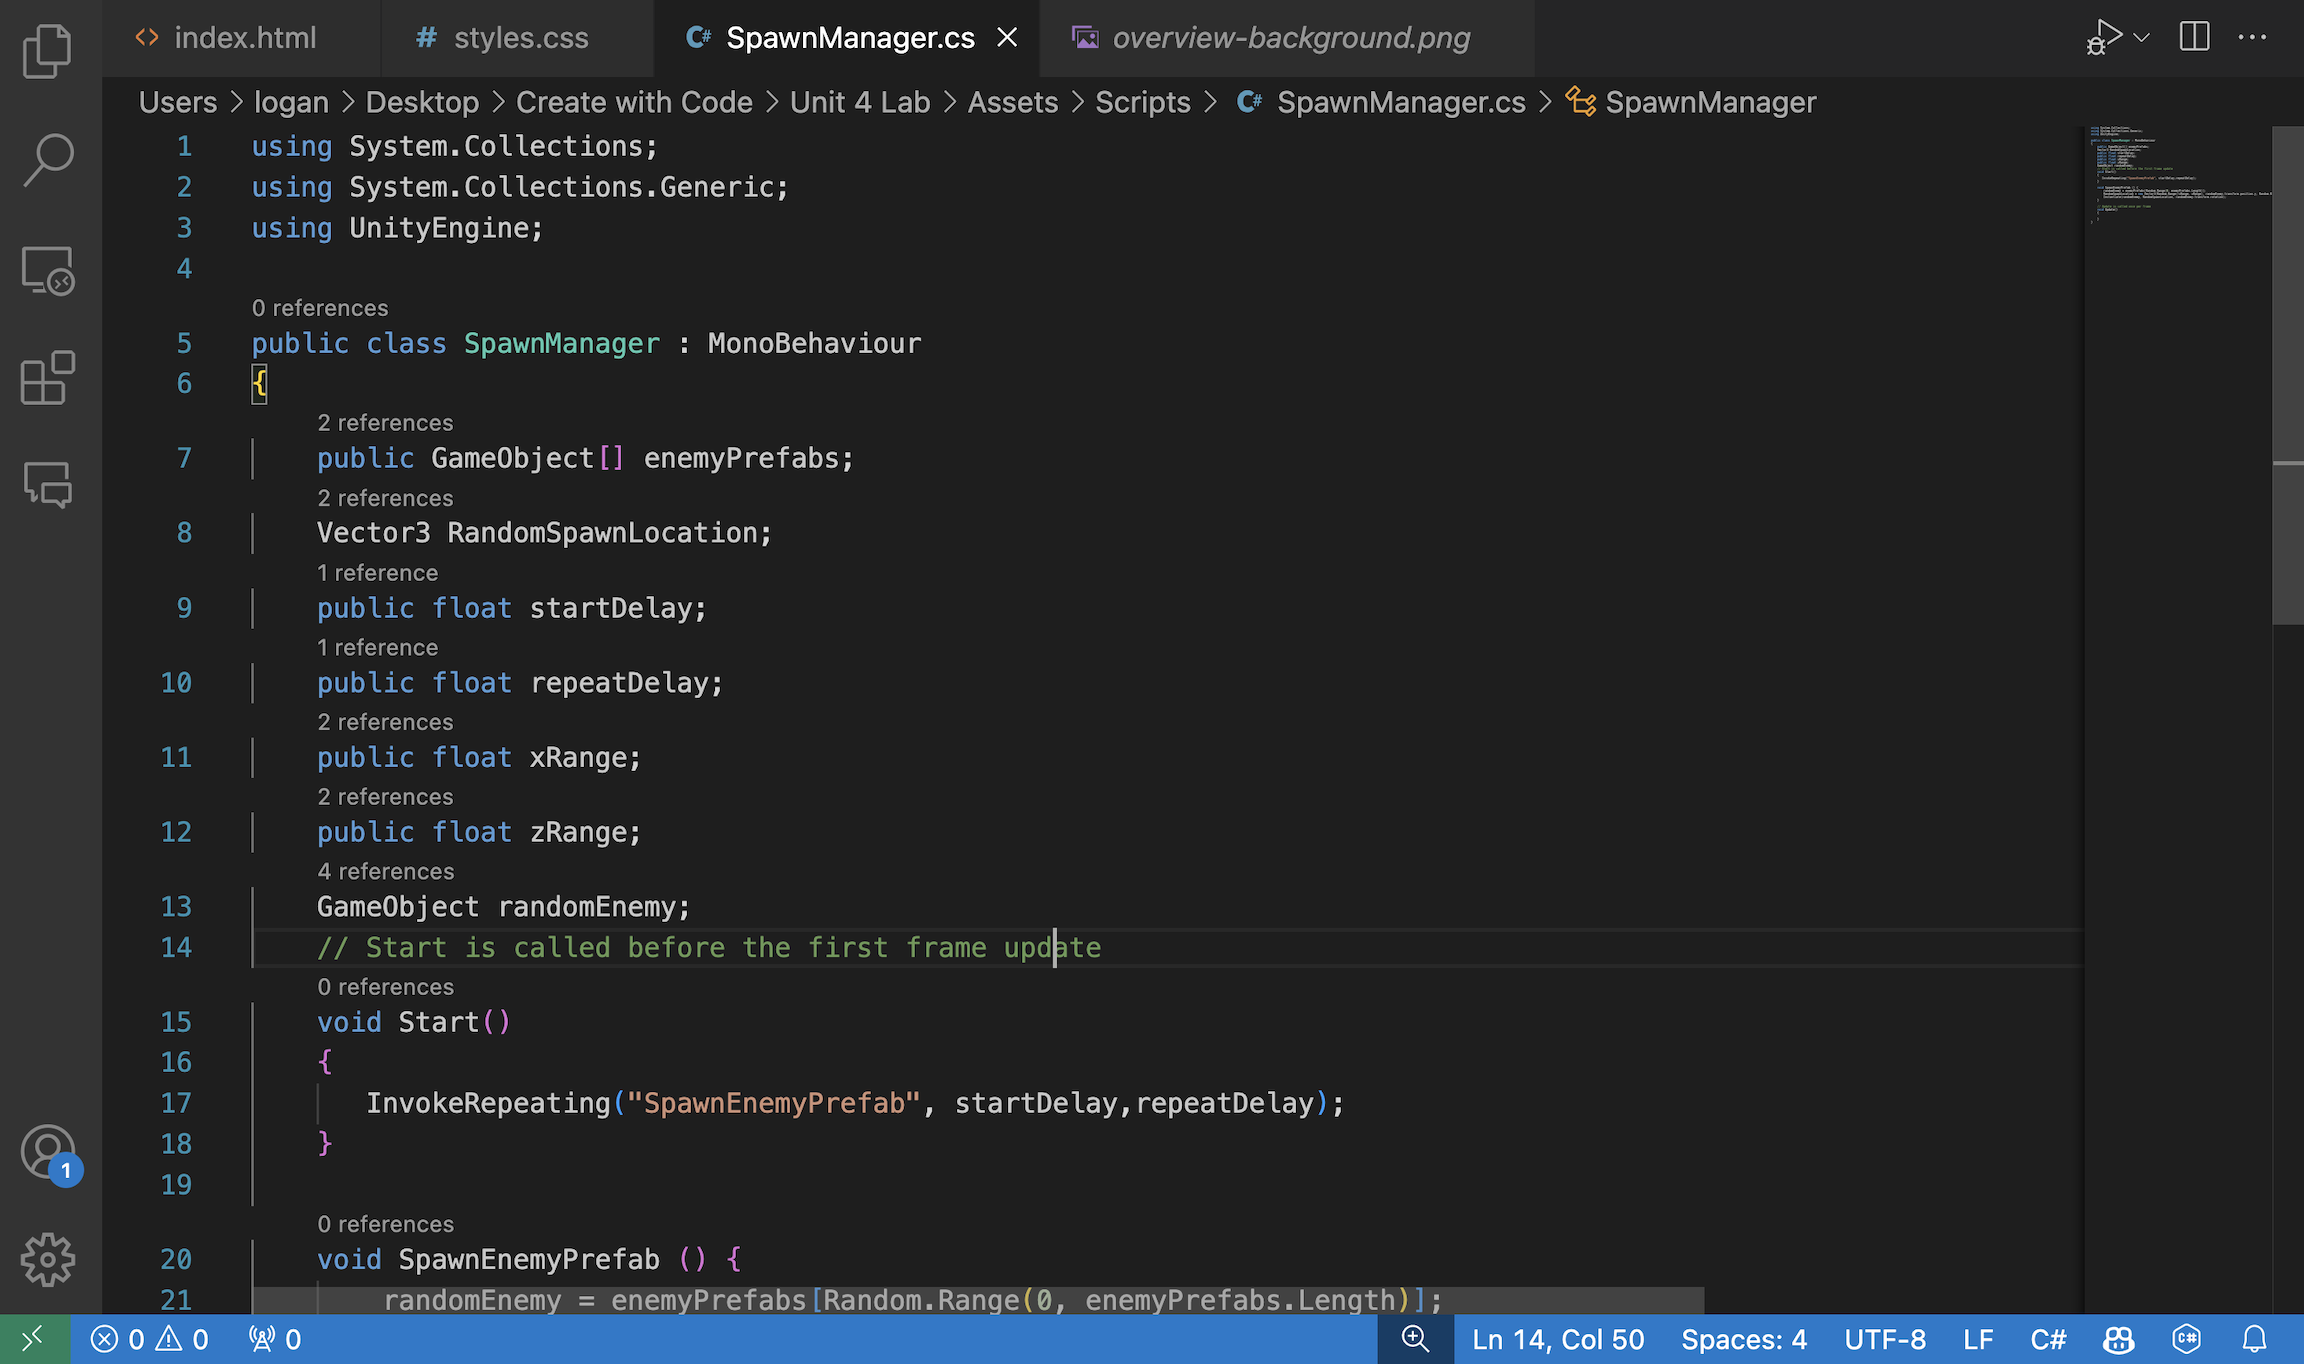 index.html
styles.css
SpawnManager.cs
overview-background.png
Users > logan > Desktop > Create with Code > Unit 4 Lab > Assets > Scripts > SpawnManager.cs > SpawnManager
1 using System.Collections;
2 using System.Collections.Generic;
3 using UnityEngine;
4
0 references
5 public class SpawnManager : MonoBehaviour
6 {
2 references
7 public GameObject[] enemyPrefabs;
2 references
8 Vector3 RandomSpawnLocation;
1 reference
9 public float startDelay;
1 reference
10 public float repeatDelay;
2 references
11 public float xRange;
2 references
12 public float zRange;
4 references
13 GameObject randomEnemy;
14 // Start is called before the first frame update
0 references
15 void Start()
16 {
17 InvokeRepeating("SpawnEnemyPrefab", startDelay,repeatDelay);
18 }
19
0 references
20 void SpawnEnemyPrefab () {
21 randomEnemy = enemyPrefabs[Random.Range(0, enemyPrefabs.Length)];
1
0 0 0 Ln 14, Col 50 Spaces: 4 UTF-8 LF C#